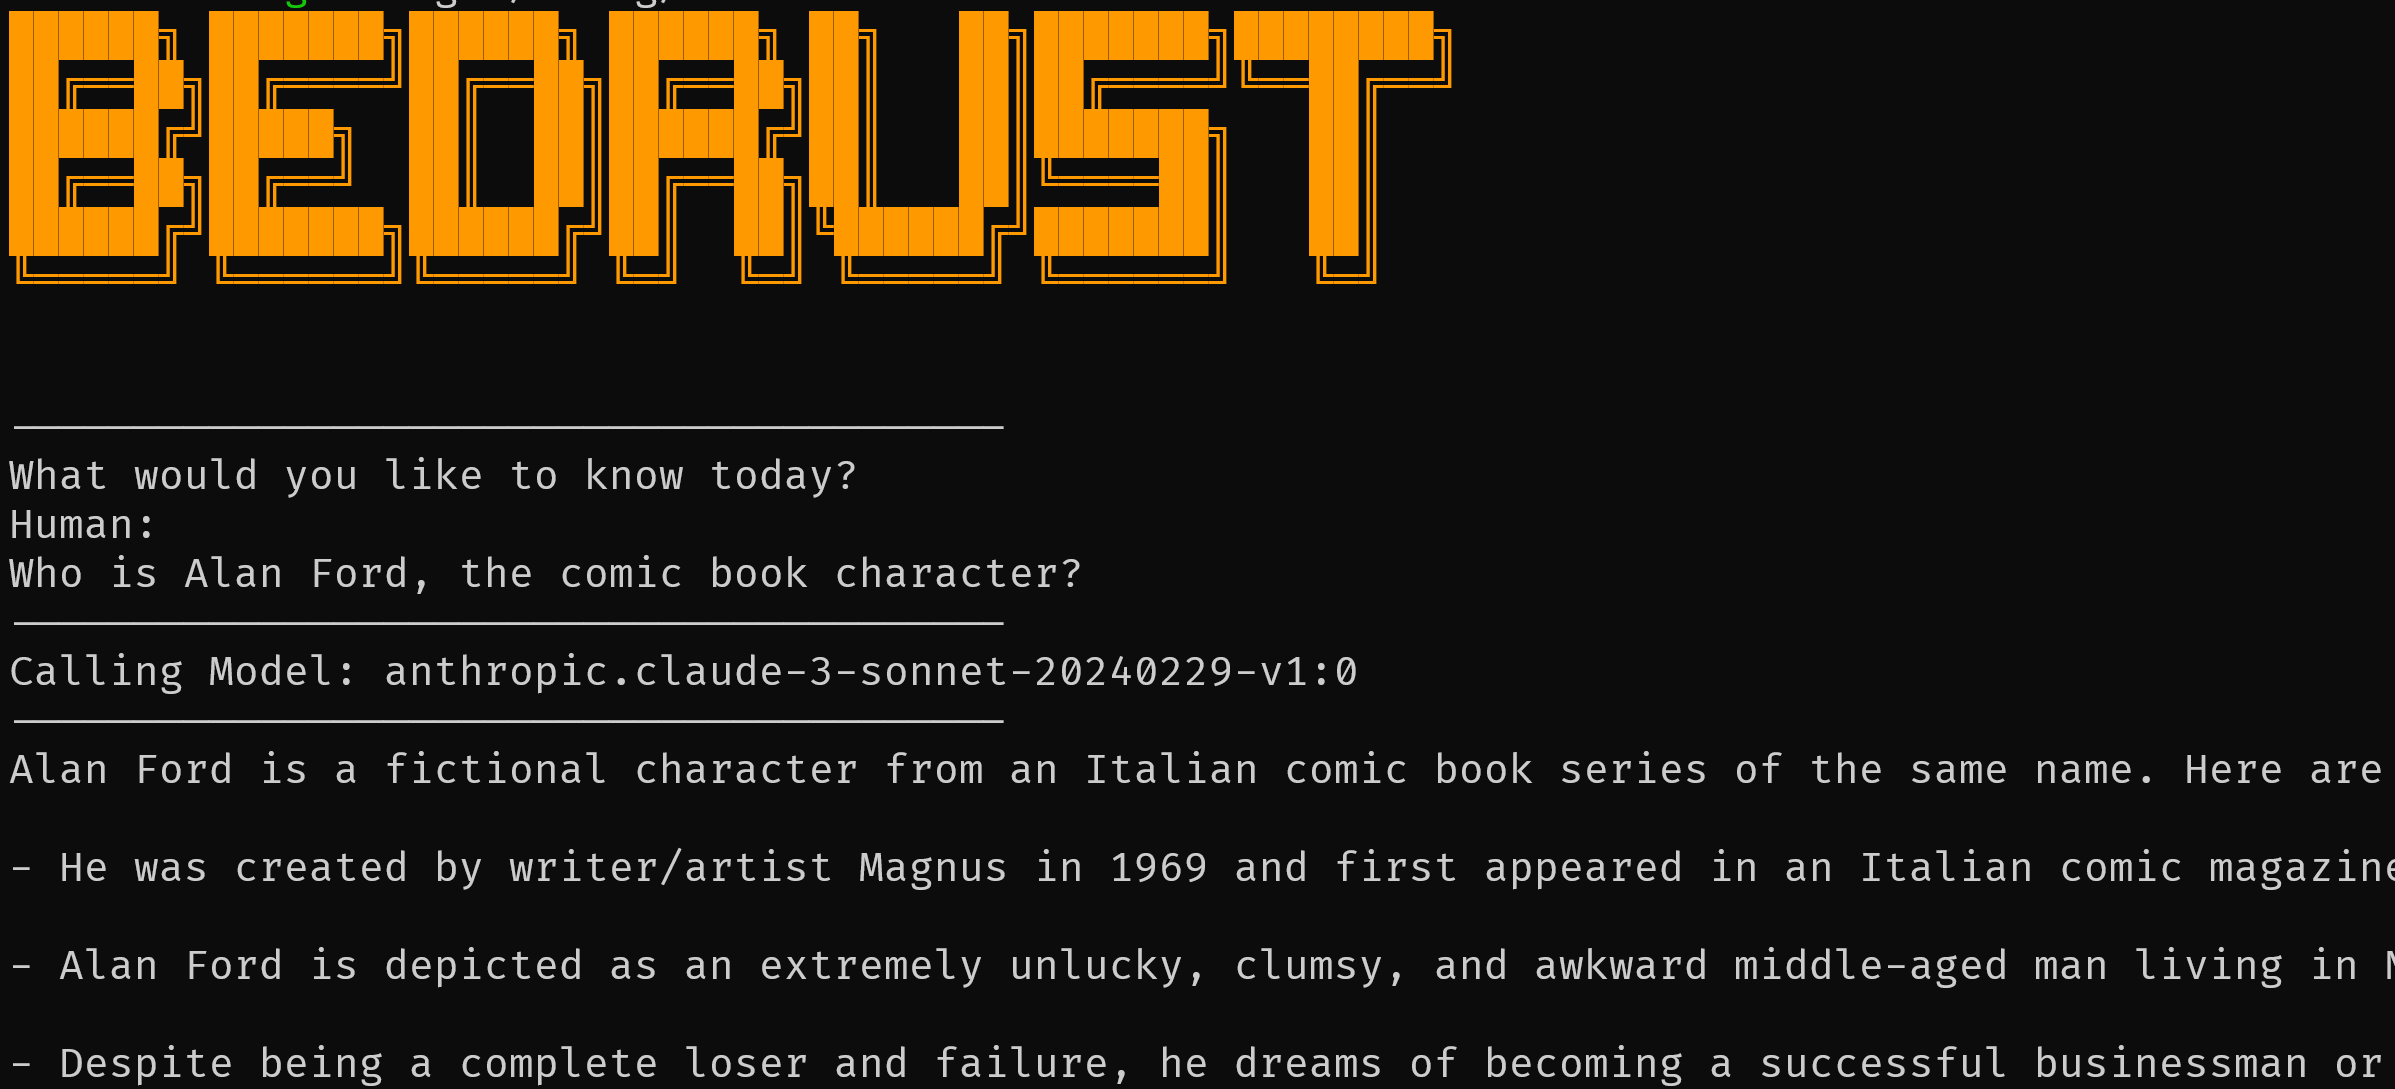 BEDRUST
What would you like to know today?
Human:
Who is Alan Ford, the comic book character?
Calling Model: anthropic.claude-3-sonnet-20240229-v1:0
Alan Ford is a fictional character from an Italian comic book series of the same name. Here are
- He was created by writer/artist Magnus in 1969 and first appeared in an Italian comic magazine
- Alan Ford is depicted as an extremely unlucky, clumsy, and awkward middle-aged man living in
- Despite being a complete loser and failure, he dreams of becoming a successful businessman or